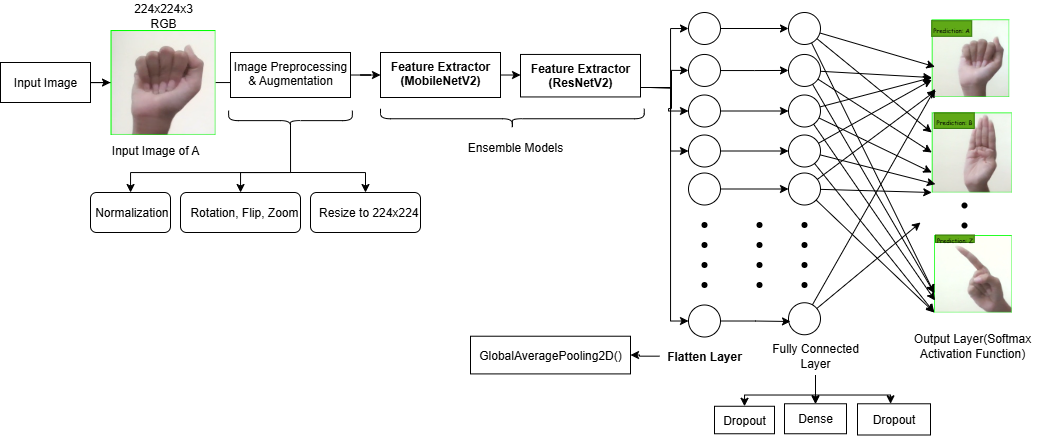 224x224x3
RGB
Input Image
Image Preprocessing
& Augmentation
Feature Extractor
(MobileNetV2)
Feature Extractor
(ResNetV2)
Input Image of A
Ensemble Models
Normalization
Rotation, Flip, Zoom
Resize to 224x224
Prediction: A
Prediction: B
Prediction: Z
GlobalAveragePooling2D()
Flatten Layer
Fully Connected
Layer
Output Layer(Softmax
Activation Function)
Dropout
Dense
Dropout